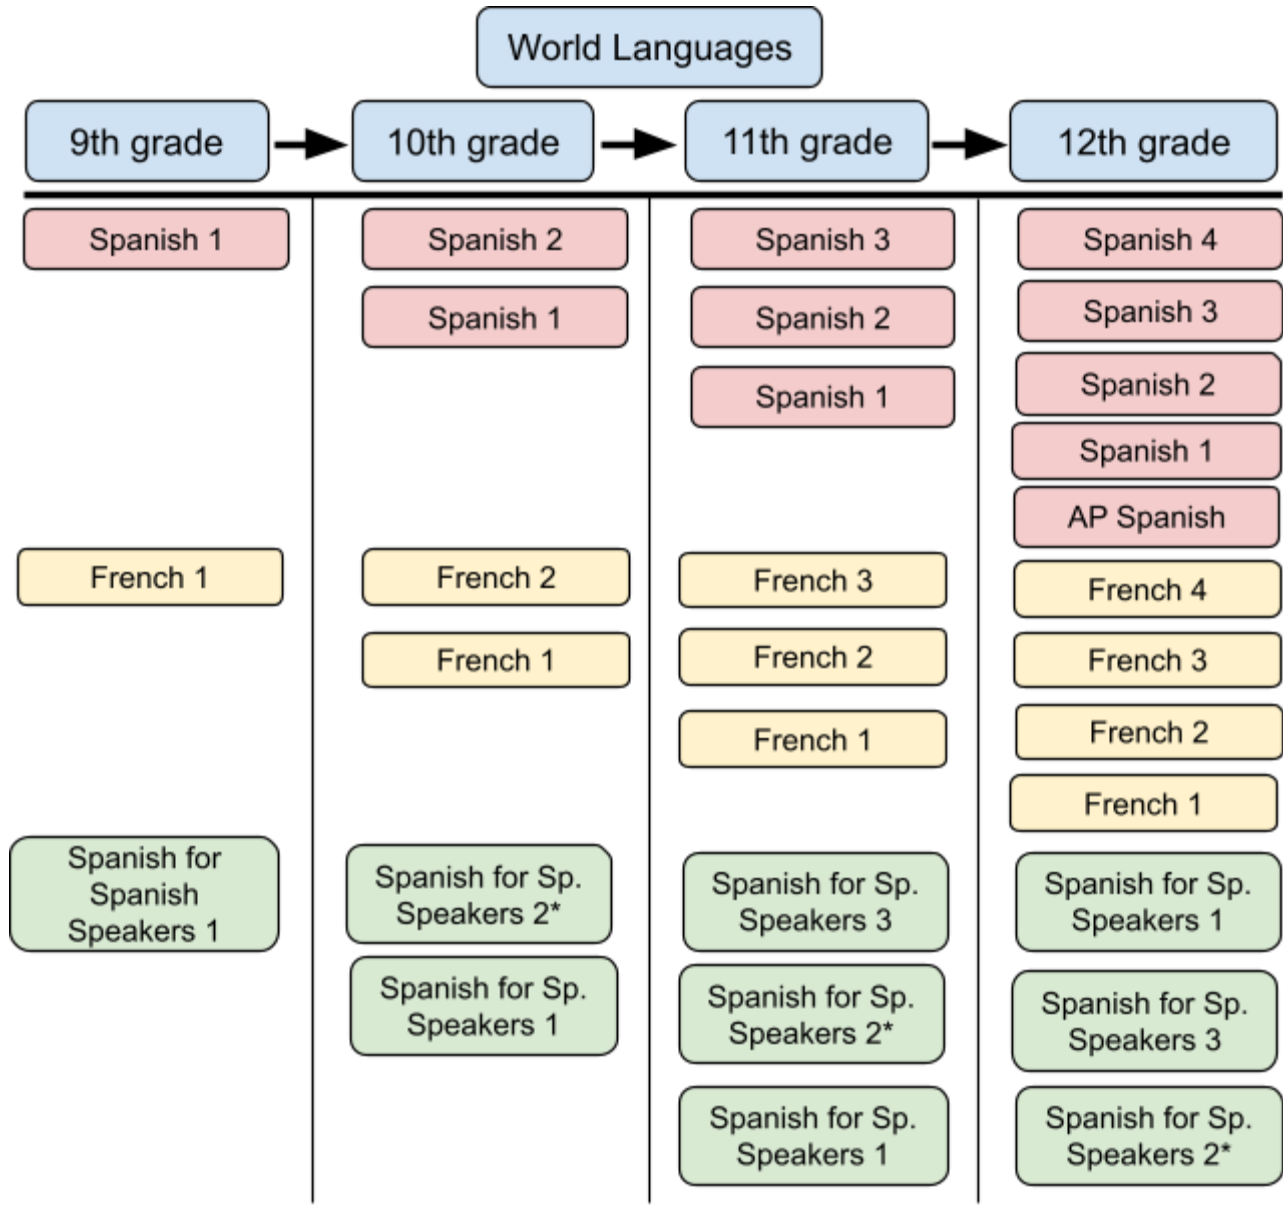 World Languages
9th grade
10th grade
11th grade
12th grade
Spanish 1
Spanish 2
Spanish 3
Spanish 4
Spanish 1
Spanish 2
Spanish 3
Spanish 1
Spanish 2
Spanish 1
AP Spanish
French 1
French 2
French 3
French 4
French 1
French 2
French 3
French 1
French 2
French 1
Spanish for
Spanish
Speakers 1
Spanish for Sp.
Speakers 2*
Spanish for Sp.
Speakers 3
Spanish for Sp.
Speakers 1
Spanish for Sp.
Speakers 1
Spanish for Sp.
Speakers 2*
Spanish for Sp.
Speakers 3
Spanish for Sp.
Speakers 1
Spanish for Sp.
Speakers 2*